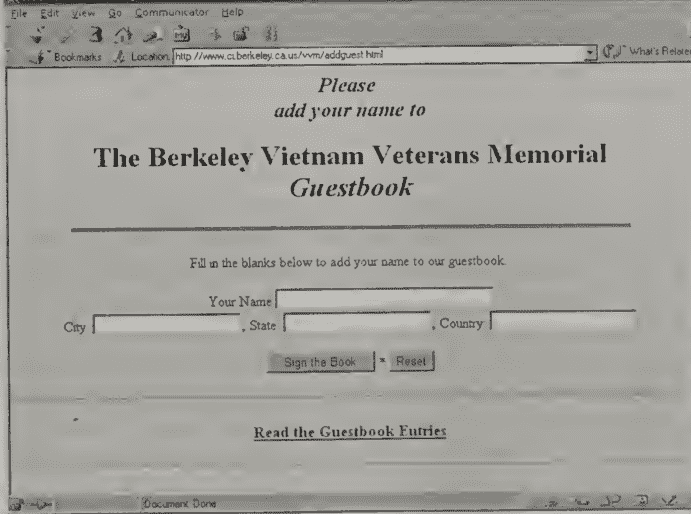 File Edit View Go Communicator Help
Bookmarks Location http://www.ci.berkeley.ca.us/vvm/addguest.html What's Related
Please
add your name to
The Berkeley Vietnam Veterans Memorial
Guestbook
Fill in the blanks below to add your name to our guestbook.
Your Name
City , State , Country
Sign the Book * Reset
Read the Guestbook Entries
Document Done